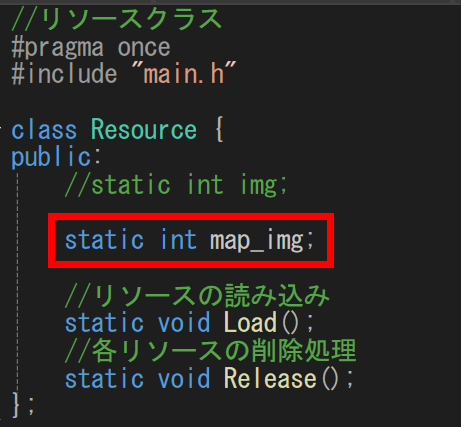 //リソースクラス
#pragma once
#include "main.h"
class Resource {
public:
//static int img;
static int map_img;
//リソースの読み込み
static void Load();
//各リソースの削除処理
static void Release();
};